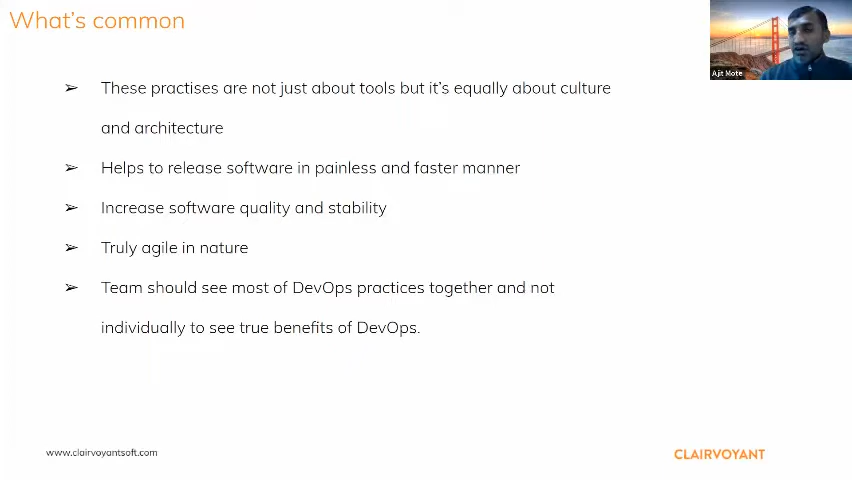 What's common
Ajit Mote
➢ These practises are not just about tools but it's equally about culture
and architecture
➢ Helps to release software in painless and faster manner
➢ Increase software quality and stability
➢ Truly agile in nature
➢ Team should see most of DevOps practices together and not
individually to see true benefits of DevOps.
www.clairvoyantsoft.com
CLAIRVOYANT